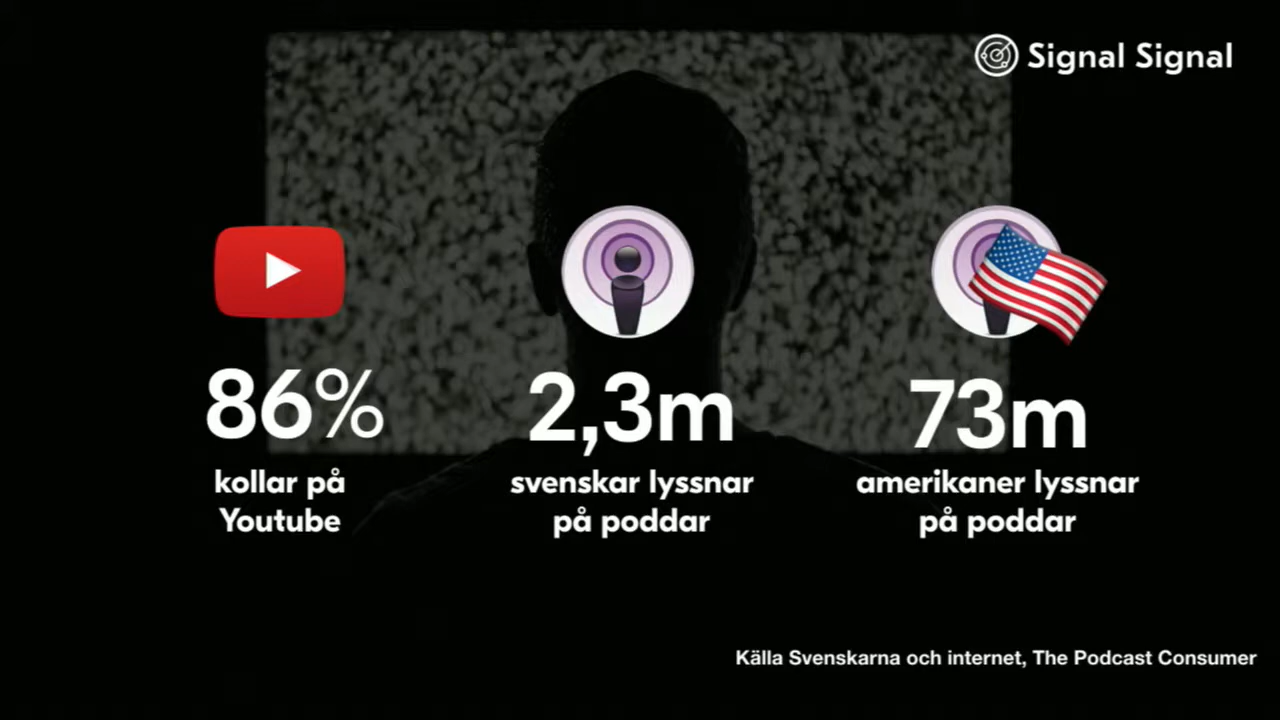 Signal Signal
86%
kollar på
Youtube
2,3m
svenskar lyssnar
på poddar
73m
amerikaner lyssnar
på poddar
Källa Svenskarna och internet, The Podcast Consumer